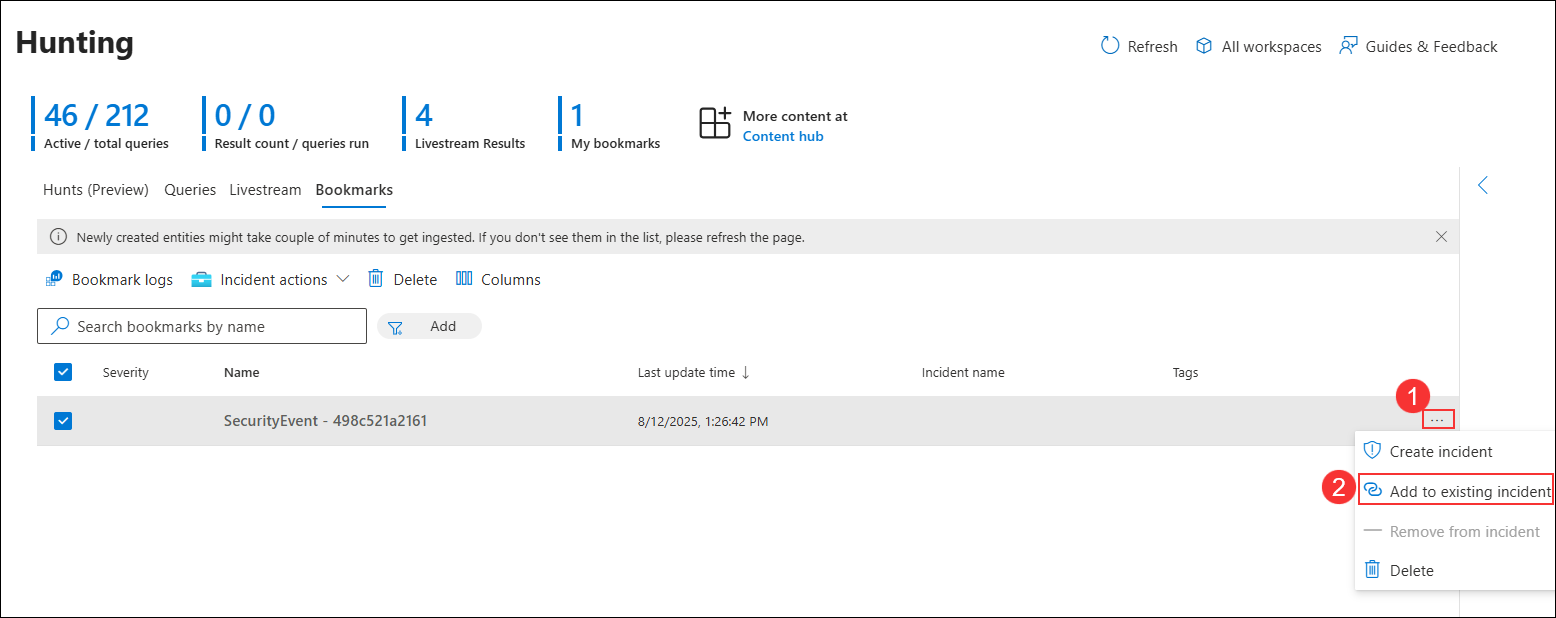 Hunting
Refresh All workspaces Guides & Feedback
46 / 212 0 / 0 4 1 More content at
Active / total queries Result count / queries run Livestream Results My bookmarks Content hub
Hunts (Preview) Queries Livestream Bookmarks
Newly created entities might take couple of minutes to get ingested. If you don't see them in the list, please refresh the page.
Bookmark logs Incident actions Delete Columns
Search bookmarks by name Add
Severity Name Last update time ↓ Incident name Tags
1
SecurityEvent - 498c521a2161 8/12/2025, 1:26:42 PM ...
Create incident
2 Add to existing incident
Remove from incident
Delete